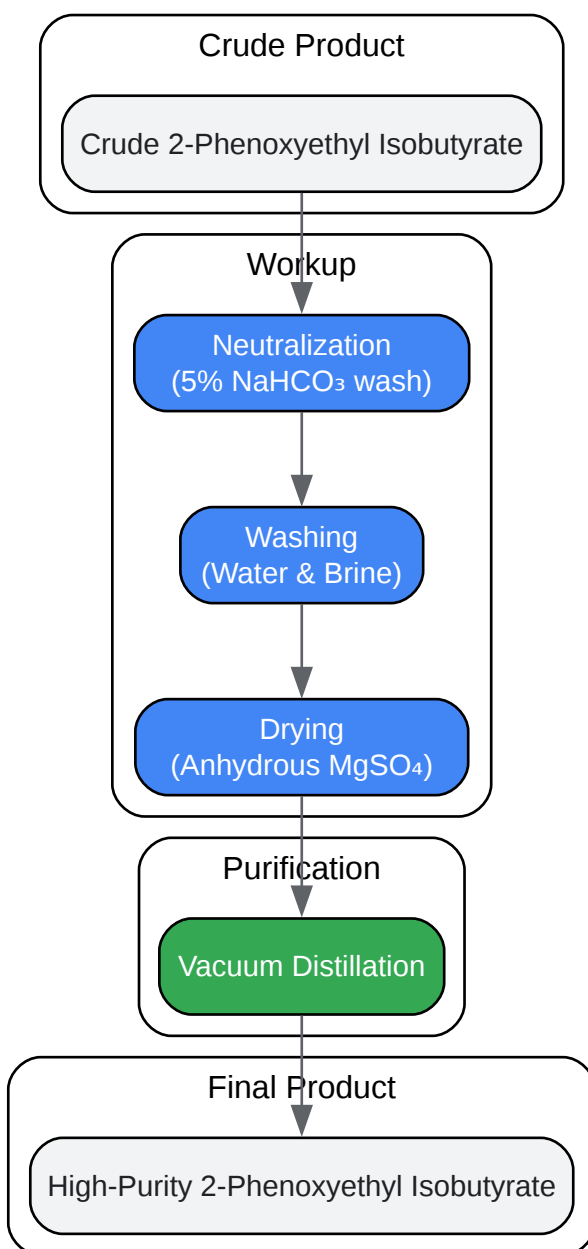 Crude Product
Crude 2-Phenoxyethyl Isobutyrate
Workup
Neutralization
(5% NaHCO₃ wash)
Washing
(Water & Brine)
Drying
(Anhydrous MgSO₄)
Purification
Vacuum Distillation
Final Product
High-Purity 2-Phenoxyethyl Isobutyrate